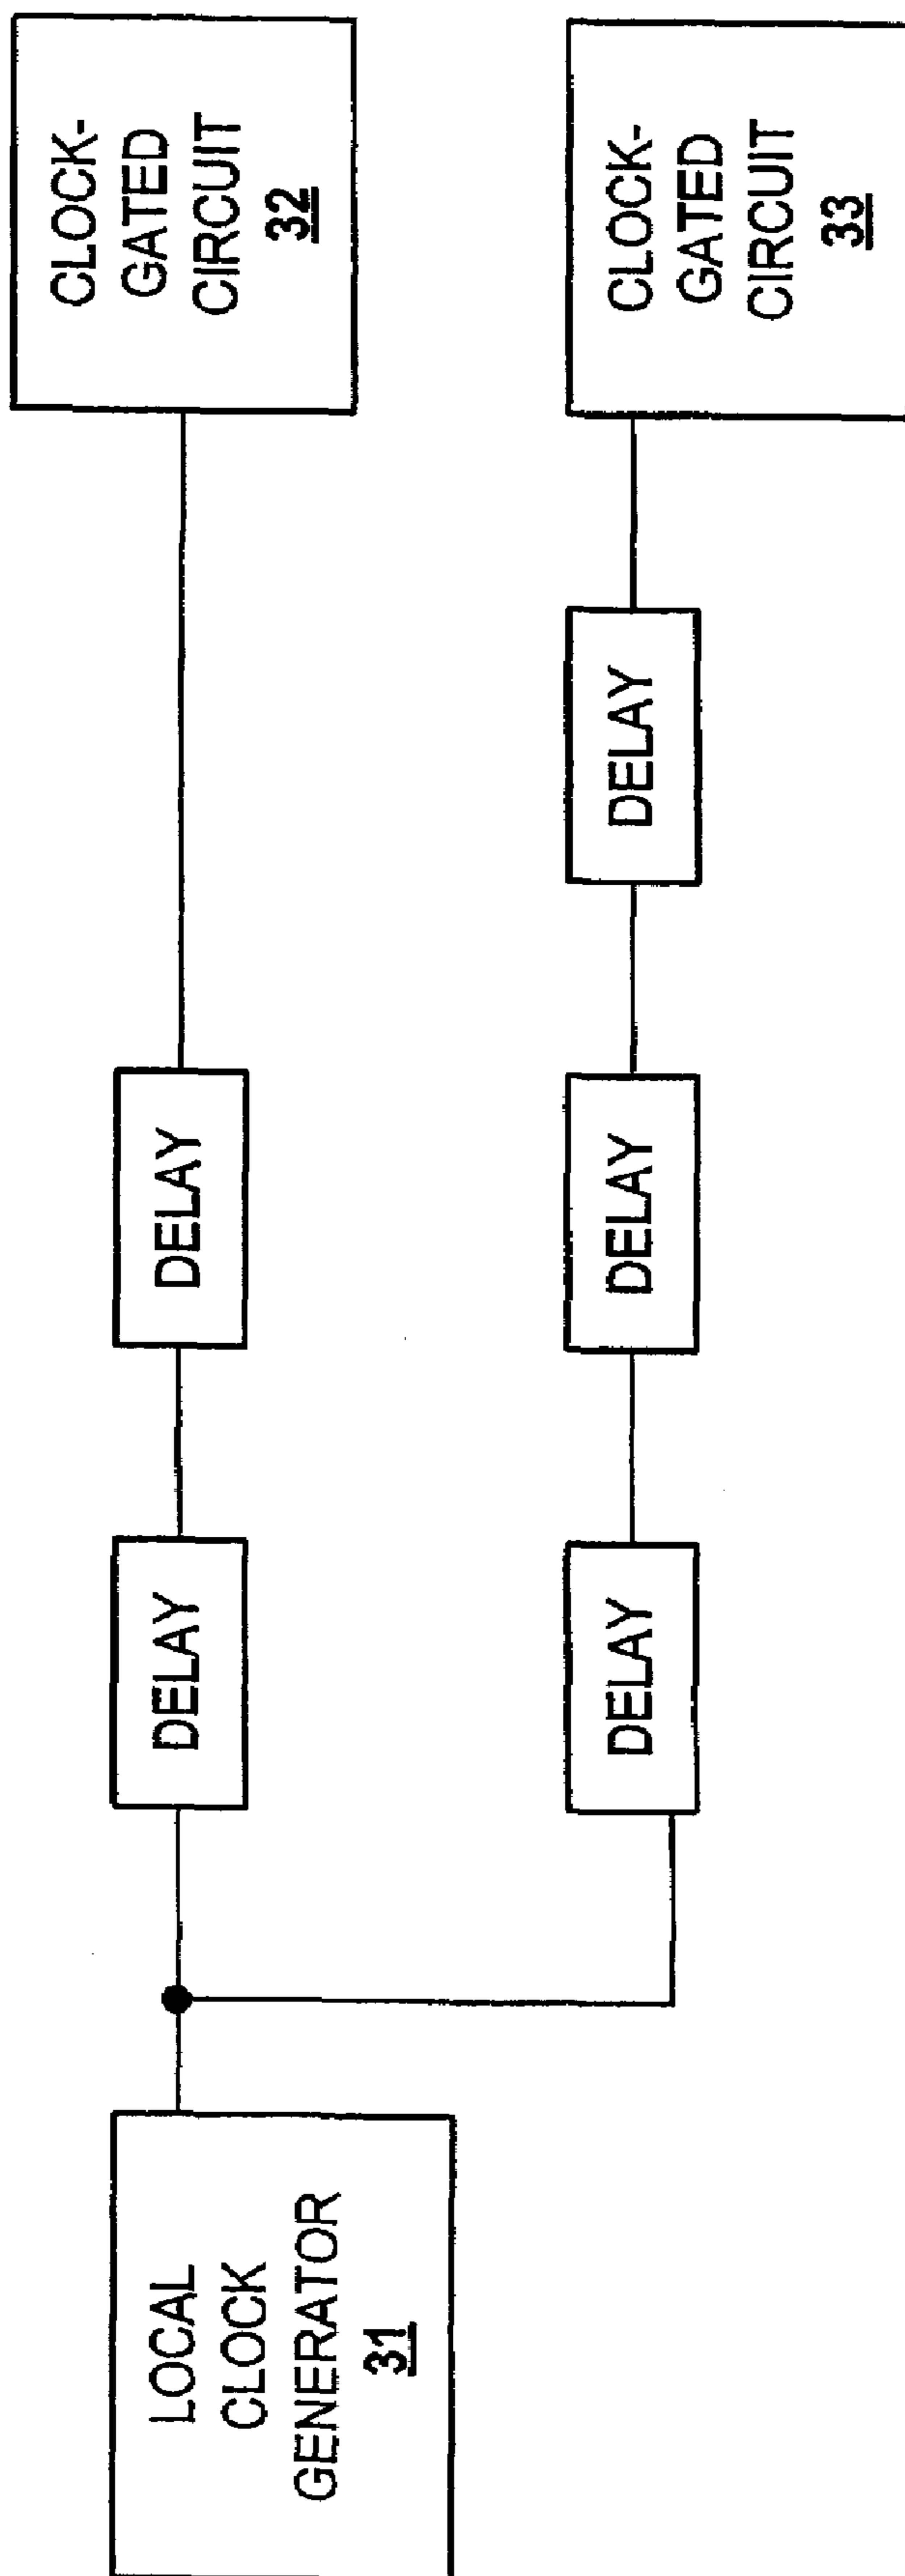 LOCAL
CLOCK
GENERATOR
31
DELAY
DELAY
CLOCK-
GATED
CIRCUIT
32
DELAY
DELAY
DELAY
CLOCK-
GATED
CIRCUIT
33